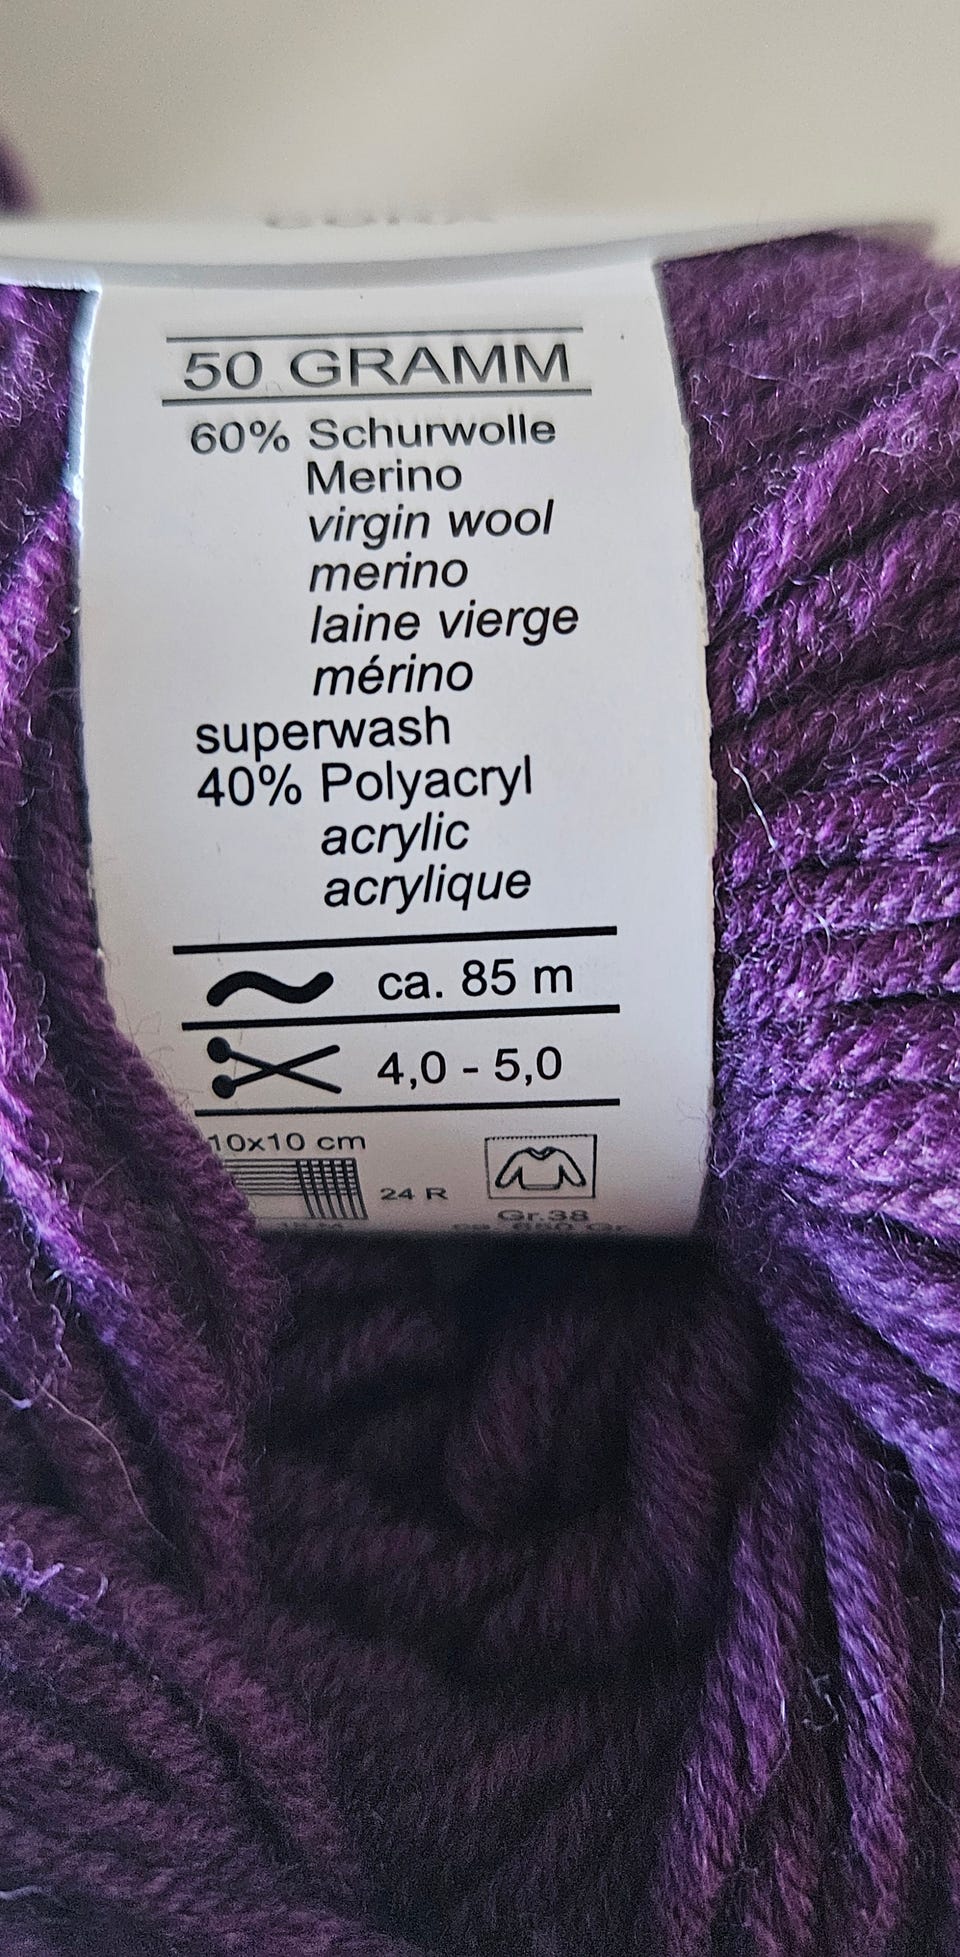 50 GRAMM
60% Schurwolle
Merino
virgin wool
merino
laine vierge
mérino
superwash
40% Polyacryl
acrylic
acrylique
ca. 85 m
4,0 - 5,0
10x10 cm
24 R
Gr.38